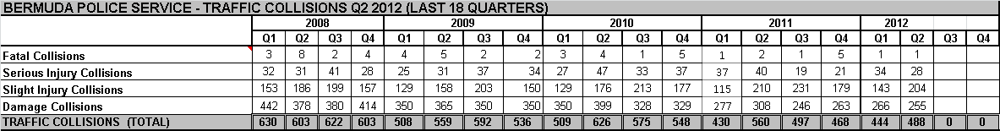 BERMUDA POLICE SERVICE - TRAFFIC COLLISIONS Q2 2012 (LAST 18 QUARTERS)
2008 2009 2010 2011 2012
Q1 Q2 Q3 Q4 Q1 Q2 Q3 Q4 Q1 Q2 Q3 Q4 Q1 Q2 Q3 Q4 Q1 Q2 Q3 Q4
Fatal Collisions 3 8 2 4 4 5 2 2 3 4 1 5 1 2 1 5 1 1
Serious Injury Collisions 32 31 41 28 25 31 37 34 27 47 33 37 37 40 19 21 34 28
Slight Injury Collisions 153 186 199 157 129 158 203 150 129 176 213 177 115 210 231 179 143 204
Damage Collisions 442 378 380 414 350 365 350 350 350 399 328 329 277 308 246 263 266 255
TRAFFIC COLLISIONS (TOTAL) 630 603 622 603 508 559 592 536 509 626 575 548 430 560 497 468 444 488 0 0